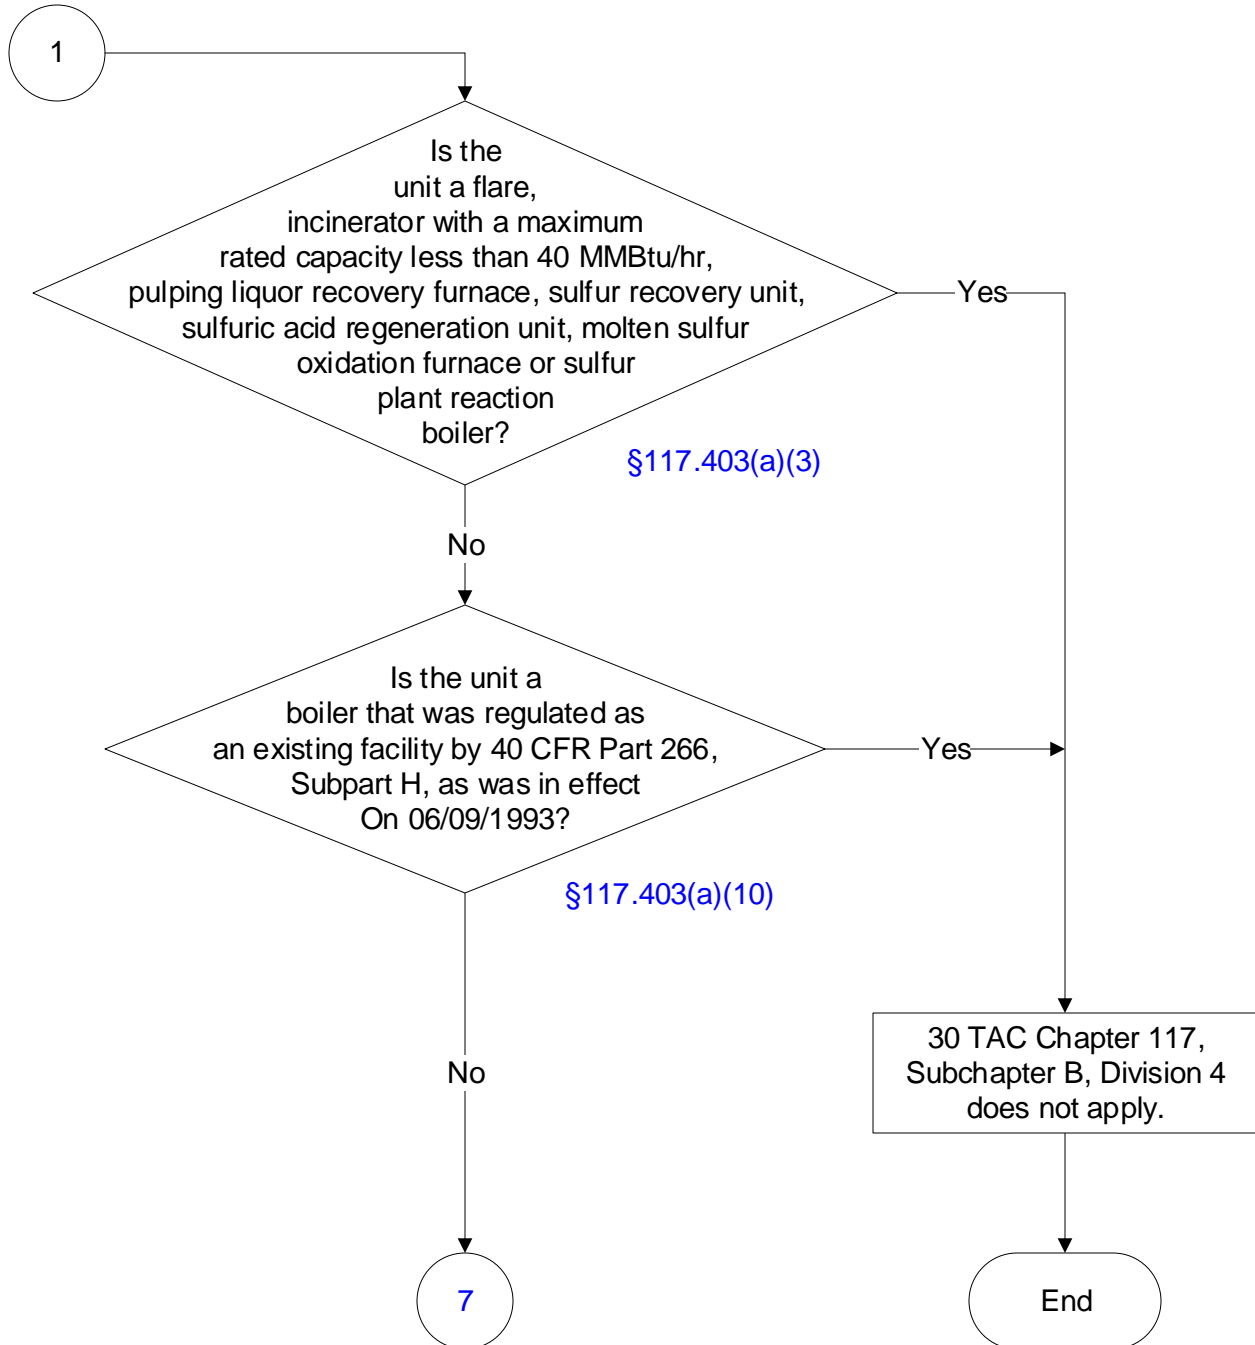 1
Is the
unit a flare,
incinerator with a maximum
rated capacity less than 40 MMBtu/hr,
pulping liquor recovery furnace, sulfur recovery unit,
sulfuric acid regeneration unit, molten sulfur
oxidation furnace or sulfur
plant reaction
boiler?
Yes
§117.403(a)(3)
No
Is the unit a
boiler that was regulated as
an existing facility by 40 CFR Part 266,
Subpart H, as was in effect
On 06/09/1993?
Yes
§117.403(a)(10)
No
30 TAC Chapter 117,
Subchapter B, Division 4
does not apply.
7
End